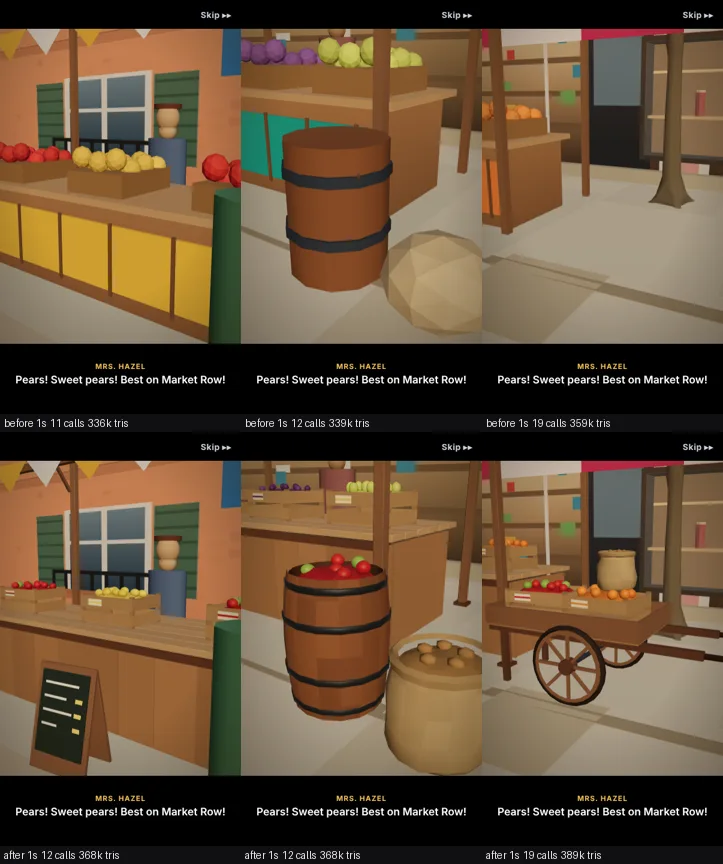 Skip ▸▸
Skip ▸▸
Skip ▸▸
MRS. HAZEL
Pears! Sweet pears! Best on Market Row!
MRS. HAZEL
Pears! Sweet pears! Best on Market Row!
MRS. HAZEL
Pears! Sweet pears! Best on Market Row!
before 1s 11 calls 336k tris
before 1s 12 calls 339k tris
before 1s 19 calls 359k tris
Skip ▸▸
Skip ▸▸
Skip ▸▸
MRS. HAZEL
Pears! Sweet pears! Best on Market Row!
MRS. HAZEL
Pears! Sweet pears! Best on Market Row!
MRS. HAZEL
Pears! Sweet pears! Best on Market Row!
after 1s 12 calls 368k tris
after 1s 12 calls 368k tris
after 1s 19 calls 389k tris